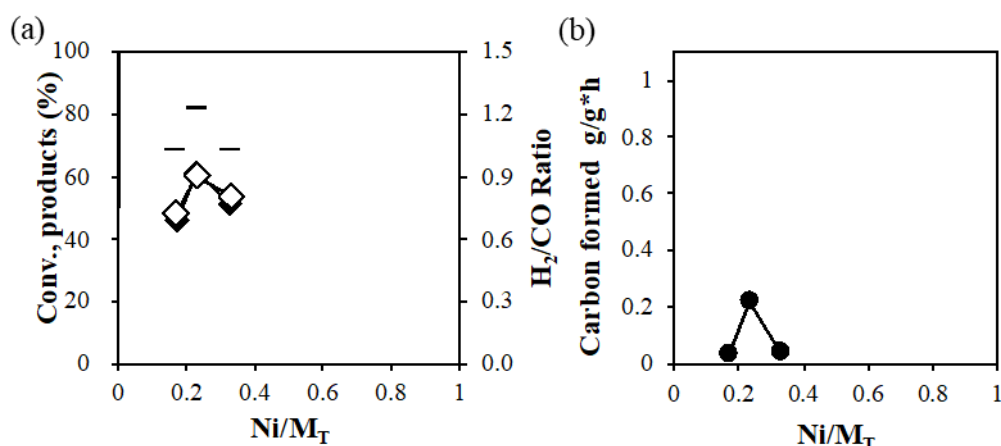 (a)
Conv., products (%)
100
80
60
40
20
0
0 0.2 0.4 0.6 0.8 1
Ni/M_T
1.5
1.2
0.9
0.6
0.3
0.0
H₂/CO Ratio
(b)
Carbon formed g/g*h
1
0.8
0.6
0.4
0.2
0
0 0.2 0.4 0.6 0.8 1
Ni/M_T